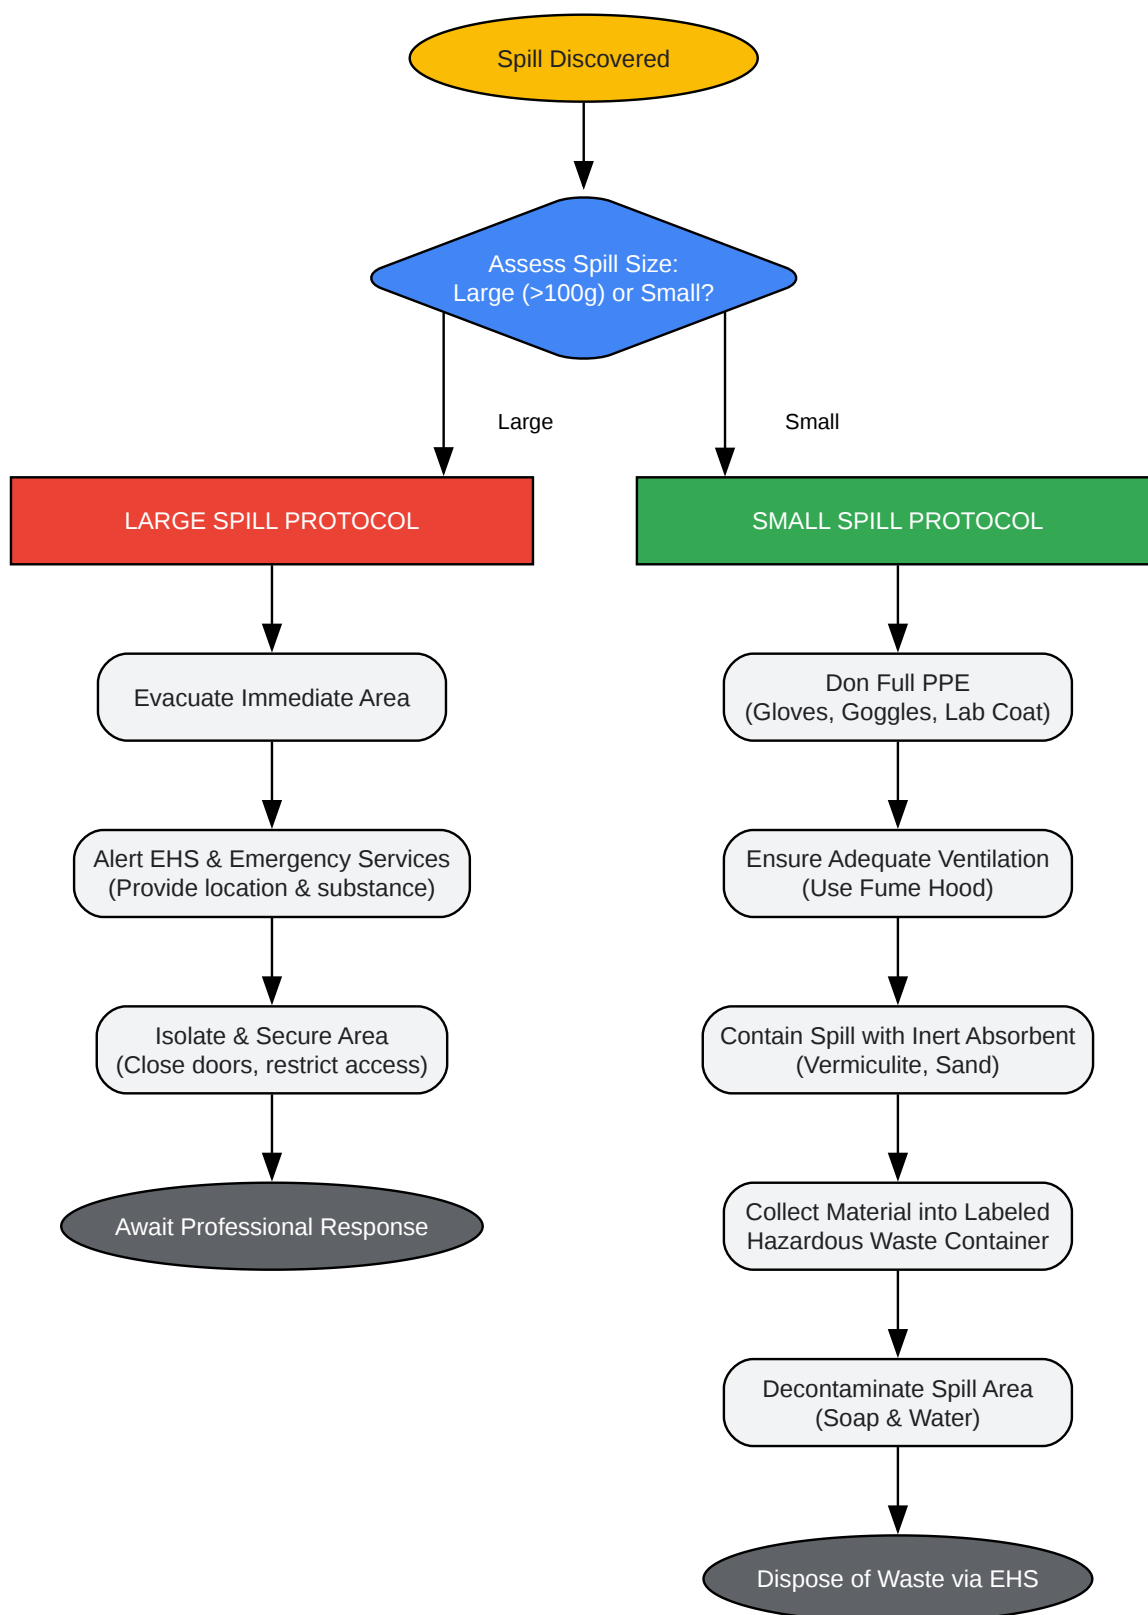 Spill Discovered
Assess Spill Size:
Large (>100g) or Small?
Large
Small
LARGE SPILL PROTOCOL
SMALL SPILL PROTOCOL
Evacuate Immediate Area
Don Full PPE
(Gloves, Goggles, Lab Coat)
Alert EHS & Emergency Services
(Provide location & substance)
Ensure Adequate Ventilation
(Use Fume Hood)
Isolate & Secure Area
(Close doors, restrict access)
Contain Spill with Inert Absorbent
(Vermiculite, Sand)
Await Professional Response
Collect Material into Labeled
Hazardous Waste Container
Decontaminate Spill Area
(Soap & Water)
Dispose of Waste via EHS